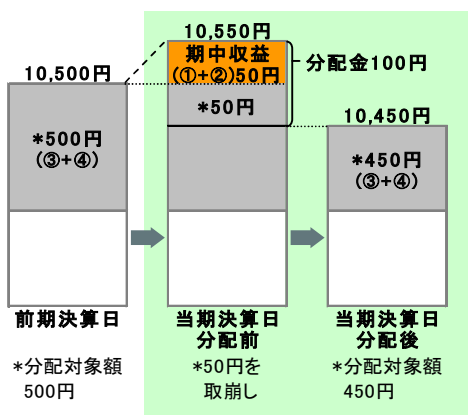 10,550円
期中収益
(①+②)50円
分配金100円
10,500円
*50円
10,450円
*500円
(③+④)
*450円
(③+④)
前期決算日
当期決算日
分配前
当期決算日
分配後
*分配対象額
500円
*50円を
取崩し
*分配対象額
450円